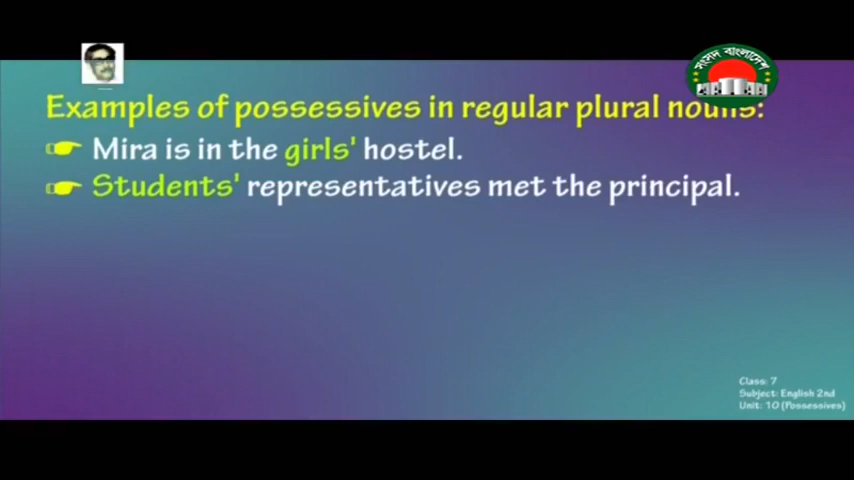 সংসদ বাংলাদেশ
Examples of possessives in regular plural nouns:
Mira is in the girls' hostel.
Students' representatives met the principal.
Class: 7
Subject: English 2nd
Unit: 10 (Possessives)